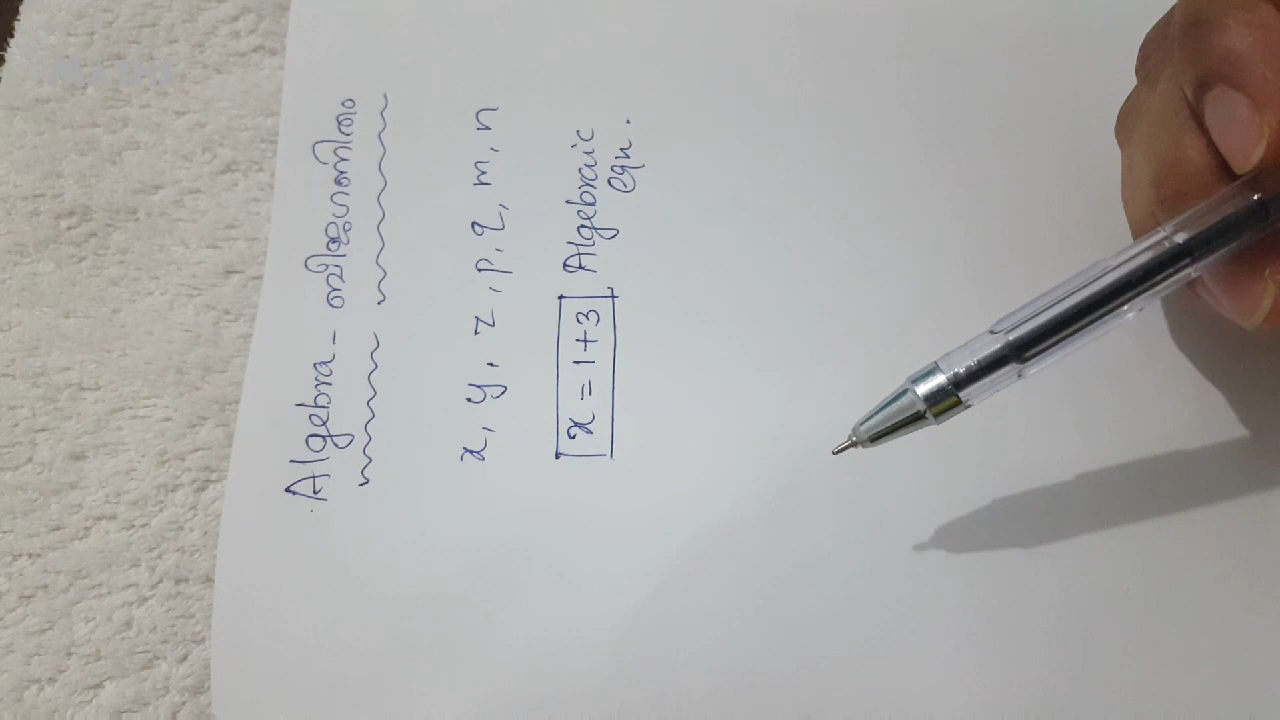 Algebra - ബീജഗണിതം
x, y, z, p, q, m, n
x = 1+3 Algebraic
eqn.